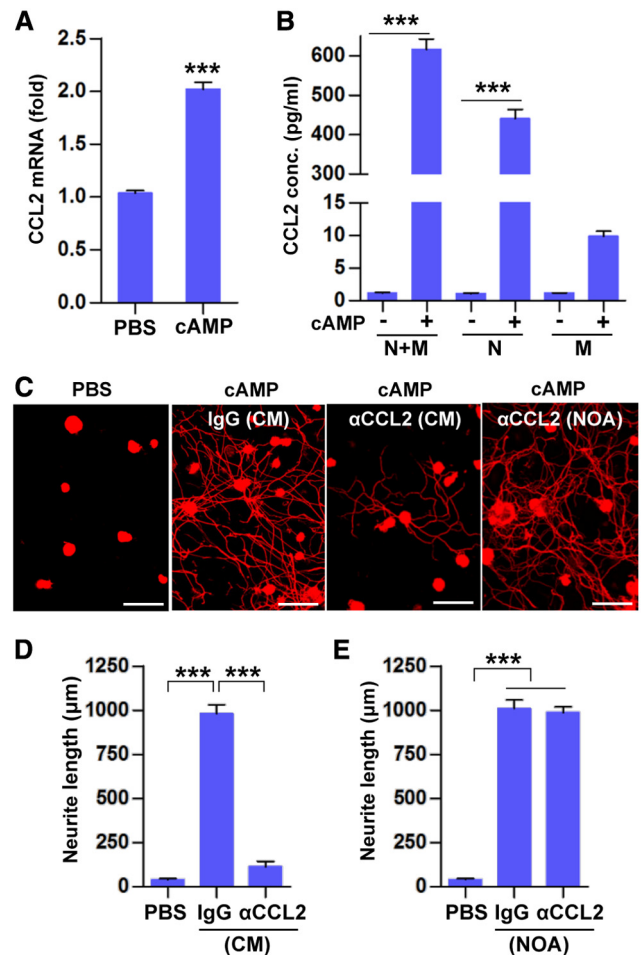 A
CCL2 mRNA (fold)
2.5
2.0
1.5
1.0
0.5
0.0
***
PBS cAMP
B
CCL2 conc. (pg/ml)
600
500
400
300
15
10
5
0
***
***
cAMP - + - + - +
N+M N M
C
PBS cAMP cAMP cAMP
IgG (CM) αCCL2 (CM) αCCL2 (NOA)
D
Neurite length (μm)
1250
1000
750
500
250
0
*** ***
PBS IgG αCCL2
(CM)
E
Neurite length (μm)
1250
1000
750
500
250
0
***
PBS IgG αCCL2
(NOA)